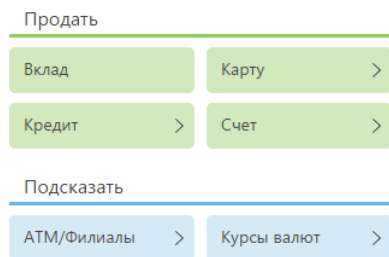 Продать
Вклад
Карту
Кредит
Счет
Подсказать
АТМ/Филиалы
Курсы валют